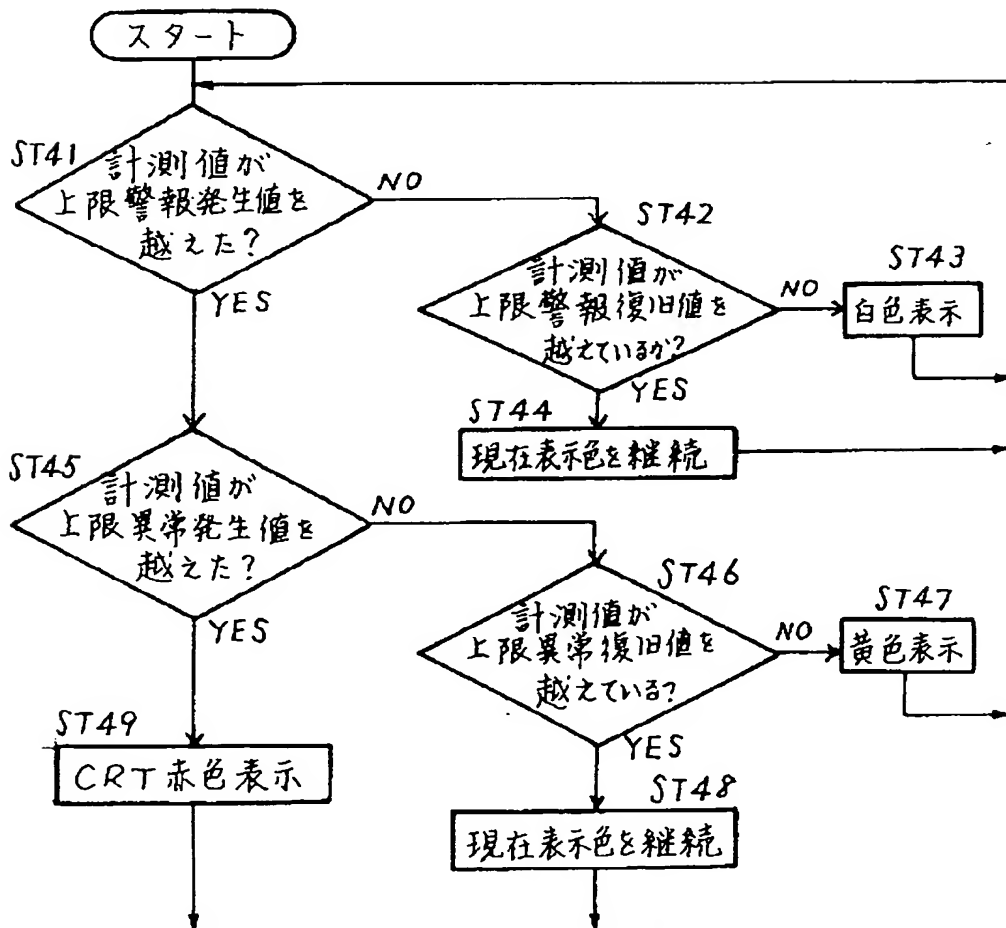 スタート
ST41
計測値が
上限警報発生値を
越えた?
NO
YES
ST42
計測値が
上限警報復旧値を
越えているか?
NO
YES
ST43
白色表示
ST44
現在表示色を継続
ST45
計測値が
上限異常発生値を
越えた?
NO
YES
ST46
計測値が
上限異常復旧値を
越えている?
NO
YES
ST47
黄色表示
ST49
CRT赤色表示
ST48
現在表示色を継続